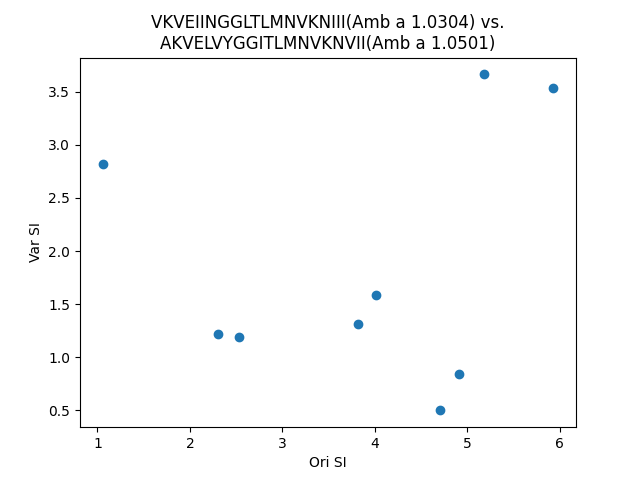 VKVEIINGGLTLMNVKNIII(Amb a 1.0304) vs.
AKVELVYGGITLMNVKNVII(Amb a 1.0501)
3.5
3.0
2.5
2.0
1.5
1.0
0.5
Var SI
1 2 3 4 5 6
Ori SI